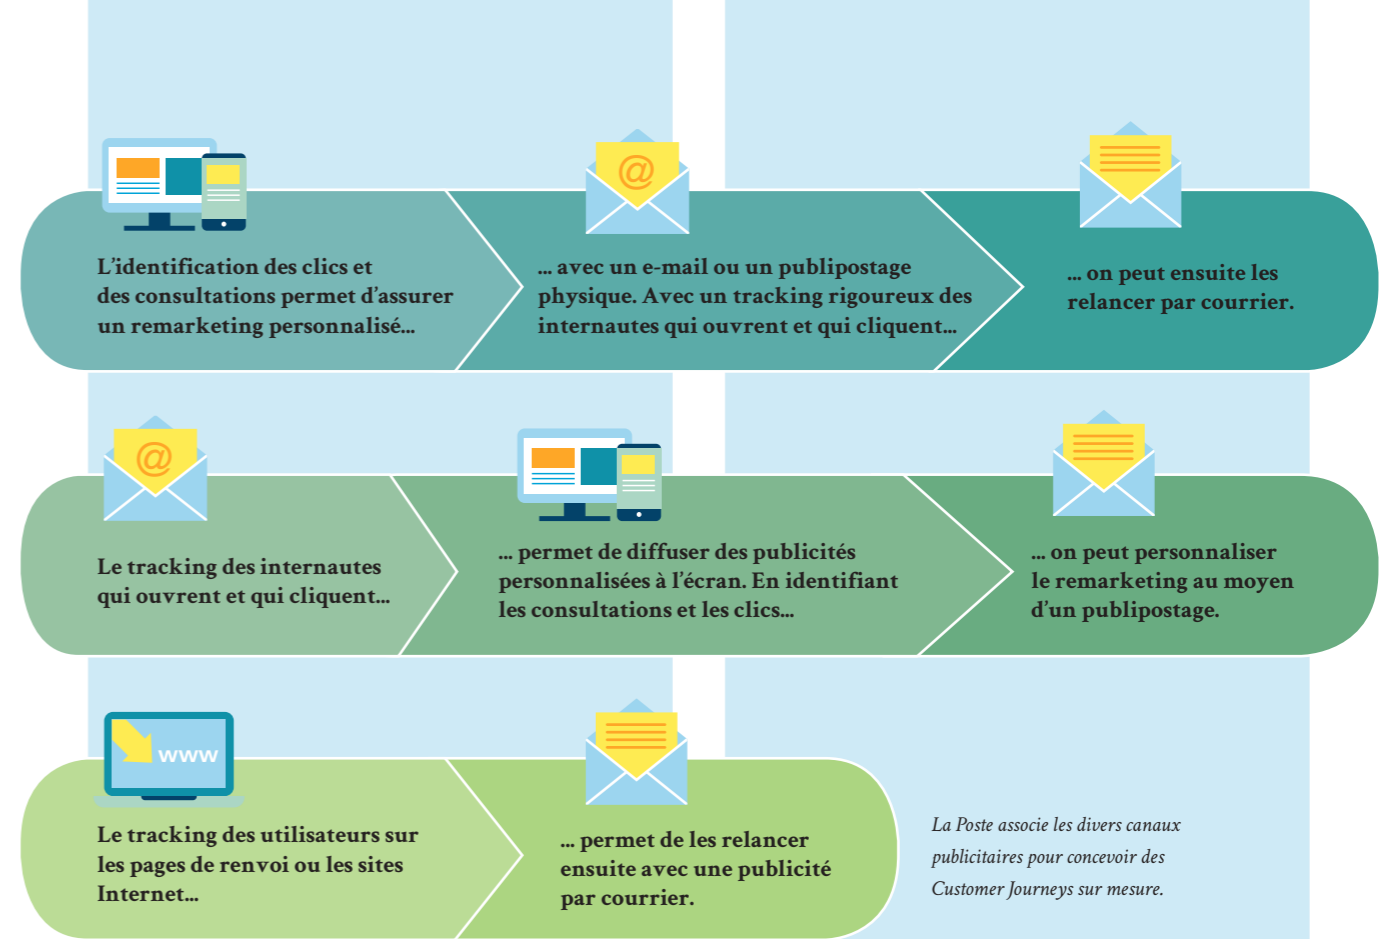 @
L’identification des clics et
des consultations permet d’assurer
un remarketing personnalisé...
... avec un e-mail ou un publipostage
physique. Avec un tracking rigoureux des
internautes qui ouvrent et qui cliquent...
... on peut ensuite les
relancer par courrier.
@
Le tracking des internautes
qui ouvrent et qui cliquent...
... permet de diffuser des publicités
personnalisées à l’écran. En identifiant
les consultations et les clics...
... on peut personnaliser
le remarketing au moyen
d’un publipostage.
www
Le tracking des utilisateurs sur
les pages de renvoi ou les sites
Internet...
... permet de les relancer
ensuite avec une publicité
par courrier.
La Poste associe les divers canaux
publicitaires pour concevoir des
Customer Journeys sur mesure.